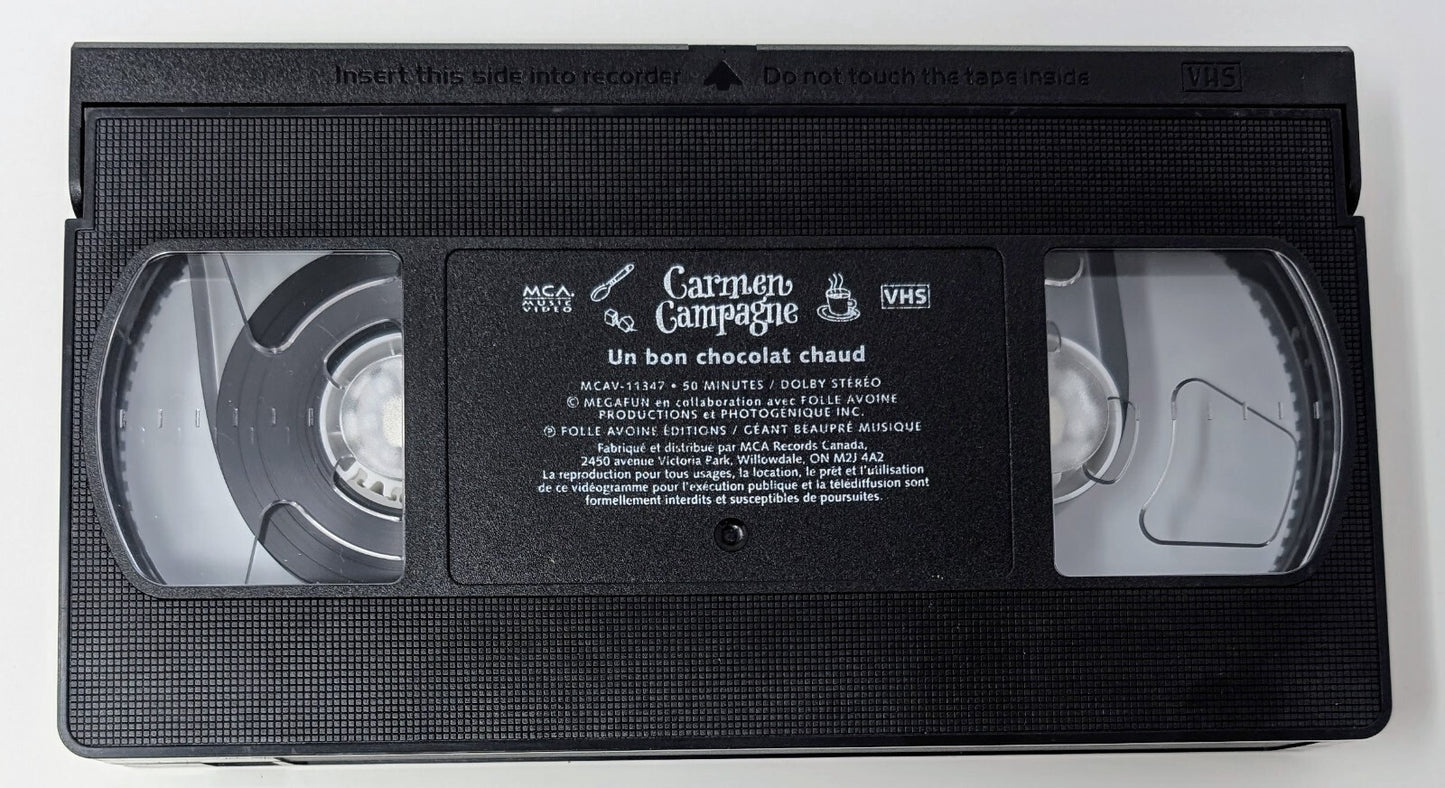 Insert this side into recorder Do not touch the tape inside VHS
MCA.
MUSIC
VIDEO
Carmen
Campagne
VHS
Un bon chocolat chaud
MCAV-11347 • 50 MINUTES / DOLBY STÉRÉO
© MEGAFUN en collaboration avec FOLLE AVOINE
PRODUCTIONS et PHOTOGÉNIQUE INC.
℗ FOLLE AVOINE ÉDITIONS / GÉANT BEAUPRÉ MUSIQUE
Fabriqué et distribué par MCA Records Canada,
2450 avenue Victoria Park, Willowdale, ON M2J 4A2
La reproduction pour tous usages, la location, le prêt et l'utilisation
de ce vidéogramme pour l'exécution publique et la télédiffusion sont
formellement interdits et susceptibles de poursuites.